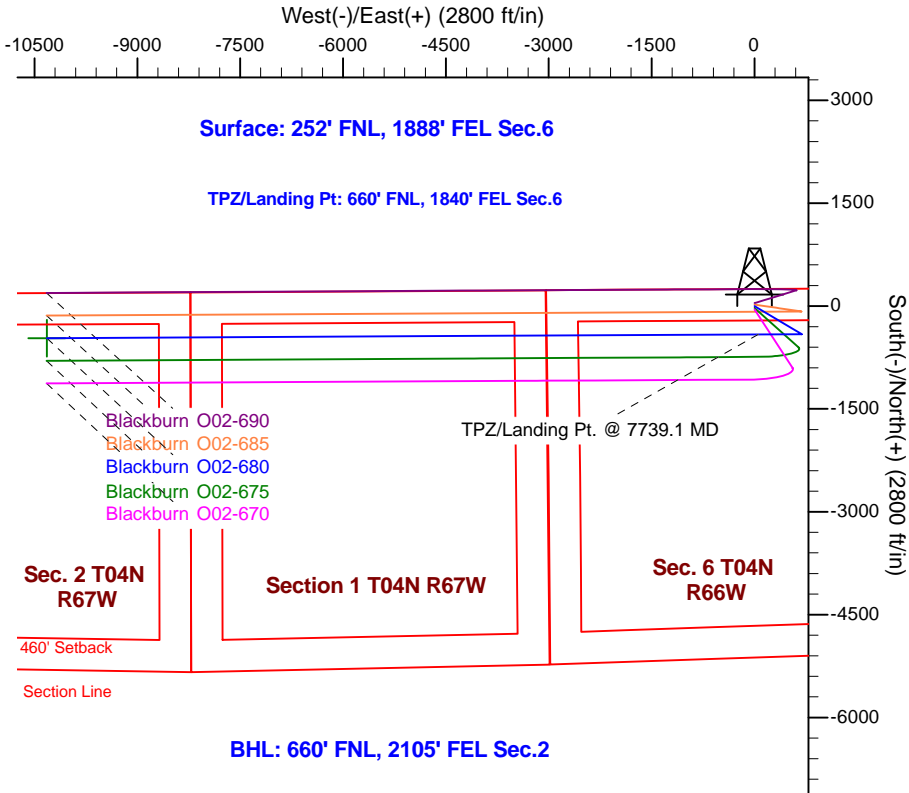 West(-)/East(+) (2800 ft/in)
-10500 -9000 -7500 -6000 -4500 -3000 -1500 0
3000
Surface: 252' FNL, 1888' FEL Sec.6
1500
TPZ/Landing Pt: 660' FNL, 1840' FEL Sec.6
0
South(-)/North(+) (2800 ft/in)
-1500
Blackburn O02-690
TPZ/Landing Pt. @ 7739.1 MD
Blackburn O02-685
Blackburn O02-680
Blackburn O02-675
-3000
Blackburn O02-670
Sec. 2 T04N
R67W
Section 1 T04N R67W
Sec. 6 T04N
R66W
-4500
460' Setback
Section Line
-6000
BHL: 660' FNL, 2105' FEL Sec.2